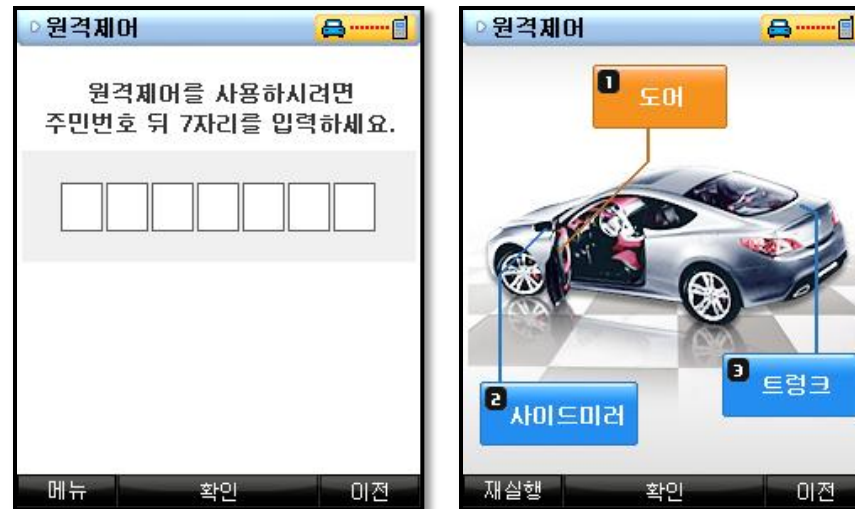 원격제어
원격제어를 사용하시려면
주민번호 뒤 7자리를 입력하세요.
메뉴 확인 이전
원격제어
1 도어
2 사이드미러
3 트렁크
재실행 확인 이전